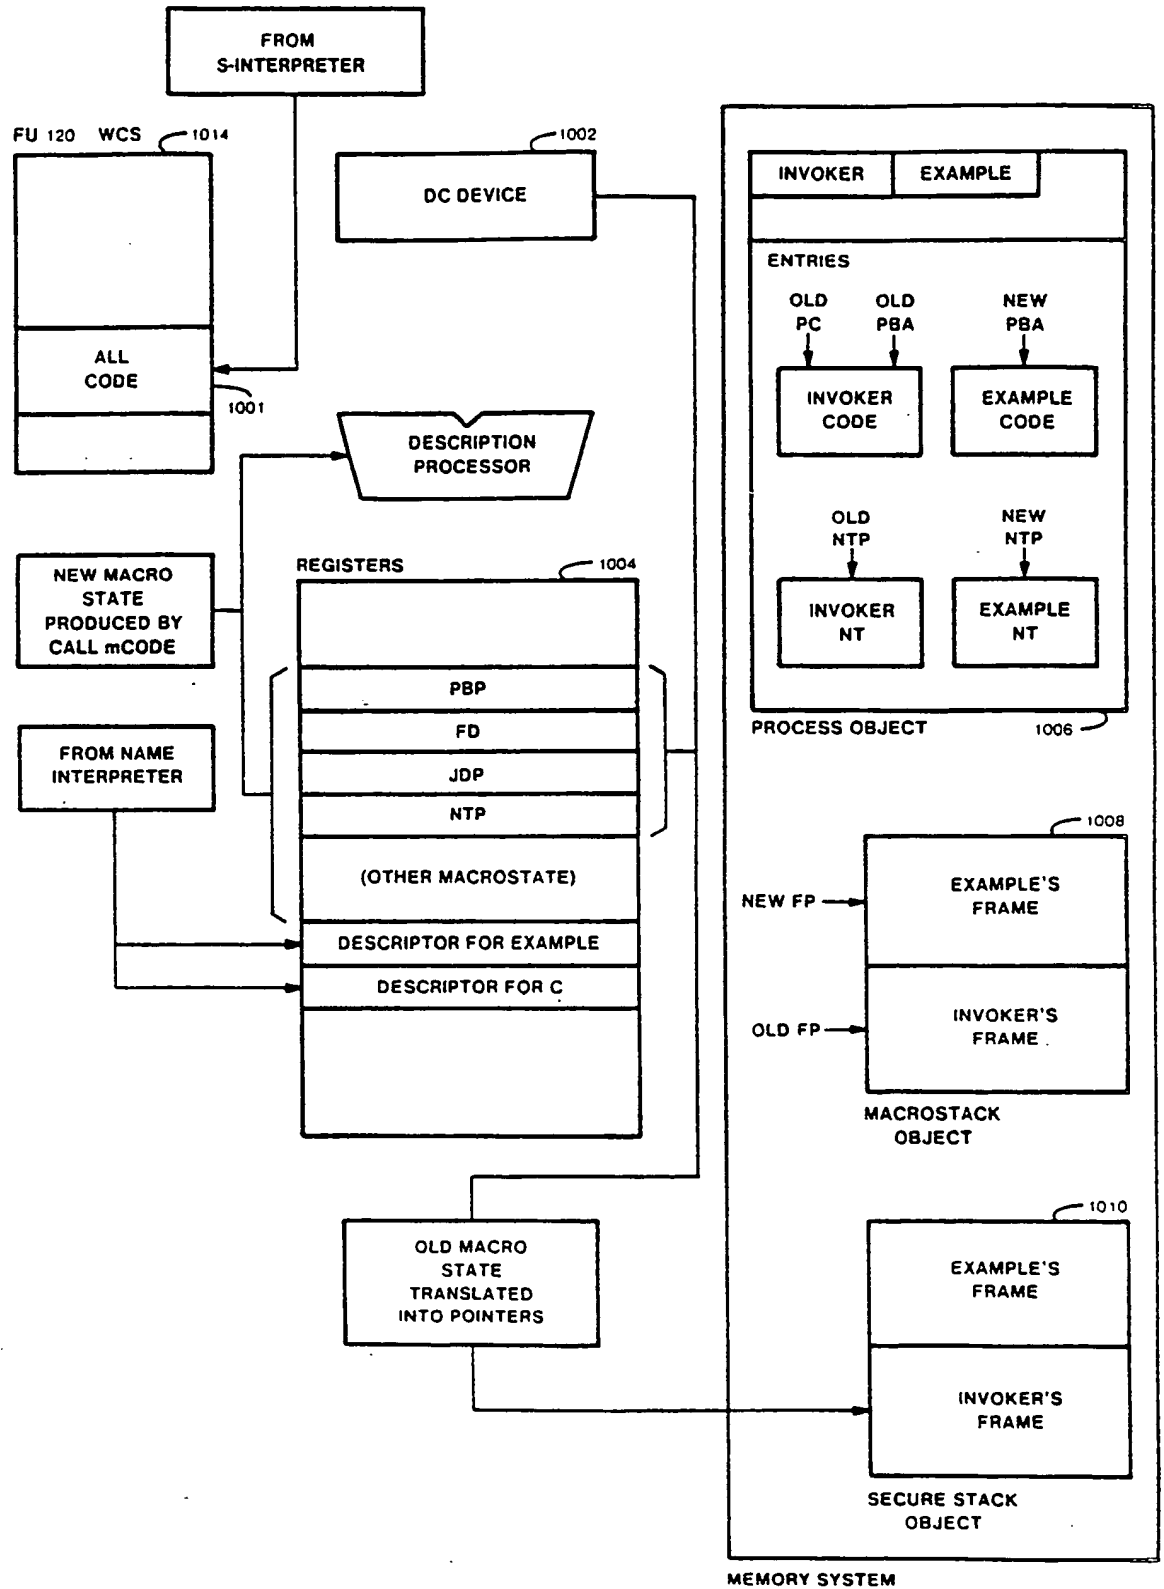 FROM
S-INTERPRETER
FU 120 WCS
1014
ALL
CODE
1001
1002
DC DEVICE
DESCRIPTION
PROCESSOR
NEW MACRO
STATE
PRODUCED BY
CALL mCODE
FROM NAME
INTERPRETER
REGISTERS
1004
PBP
FD
JDP
NTP
(OTHER MACROSTATE)
DESCRIPTOR FOR EXAMPLE
DESCRIPTOR FOR C
OLD MACRO
STATE
TRANSLATED
INTO POINTERS
INVOKER
EXAMPLE
ENTRIES
OLD
PC
OLD
PBA
NEW
PBA
INVOKER
CODE
EXAMPLE
CODE
OLD
NTP
NEW
NTP
INVOKER
NT
EXAMPLE
NT
PROCESS OBJECT
1006
1008
NEW FP
EXAMPLE'S
FRAME
OLD FP
INVOKER'S
FRAME
MACROSTACK
OBJECT
1010
EXAMPLE'S
FRAME
INVOKER'S
FRAME
SECURE STACK
OBJECT
MEMORY SYSTEM